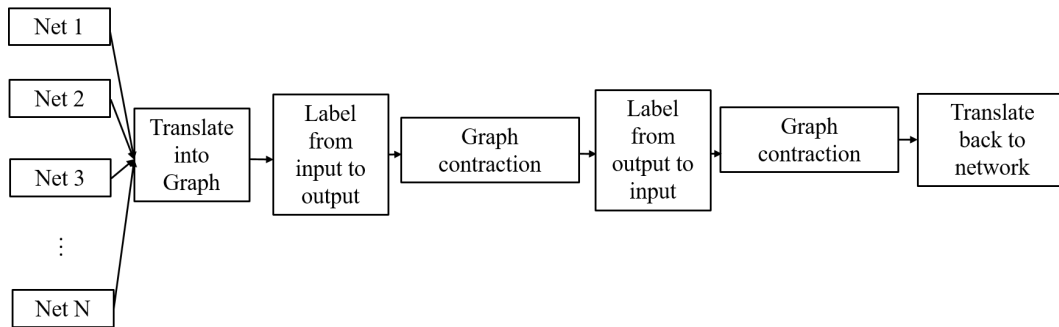 Net 1
Net 2
Net 3
⋮
Net N
Translate
into
Graph
Label
from
input to
output
Graph
contraction
Label
from
output to
input
Graph
contraction
Translate
back to
network